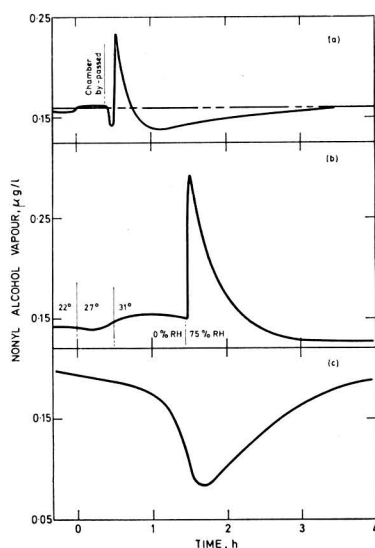 0·25
(a)
Chamber
by-passed
0·15
(b)
0·25
22°
27°
31°
0·15
0 % RH
75 % RH
(c)
0·15
0·05
0
1
2
3
4
NONYL ALCOHOL VAPOUR, µg/l
TIME, h